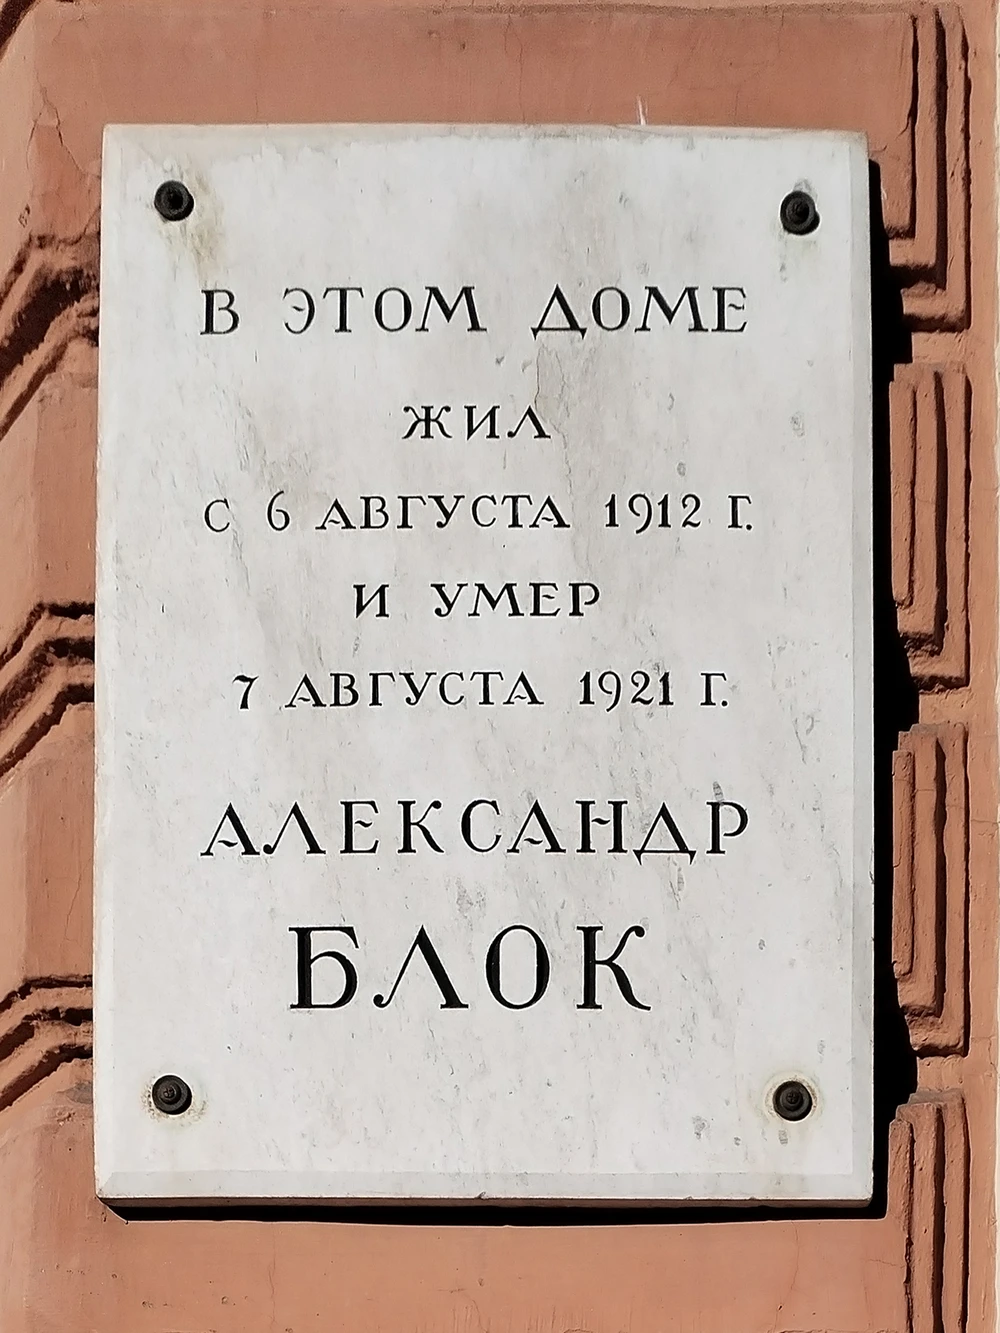 В ЭТОМ ДОМЕ
ЖИЛ
С 6 АВГУСТА 1912 Г.
И УМЕР
7 АВГУСТА 1921 Г.
АЛЕКСАНДР
БЛОК